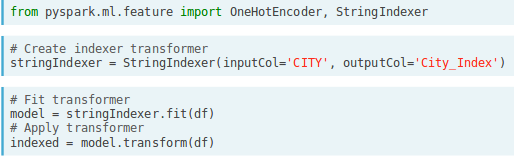 from pyspark.ml.feature import OneHotEncoder, StringIndexer
# Create indexer transformer
stringIndexer = StringIndexer(inputCol='CITY', outputCol='City_Index')
# Fit transformer
model = stringIndexer.fit(df)
# Apply transformer
indexed = model.transform(df)